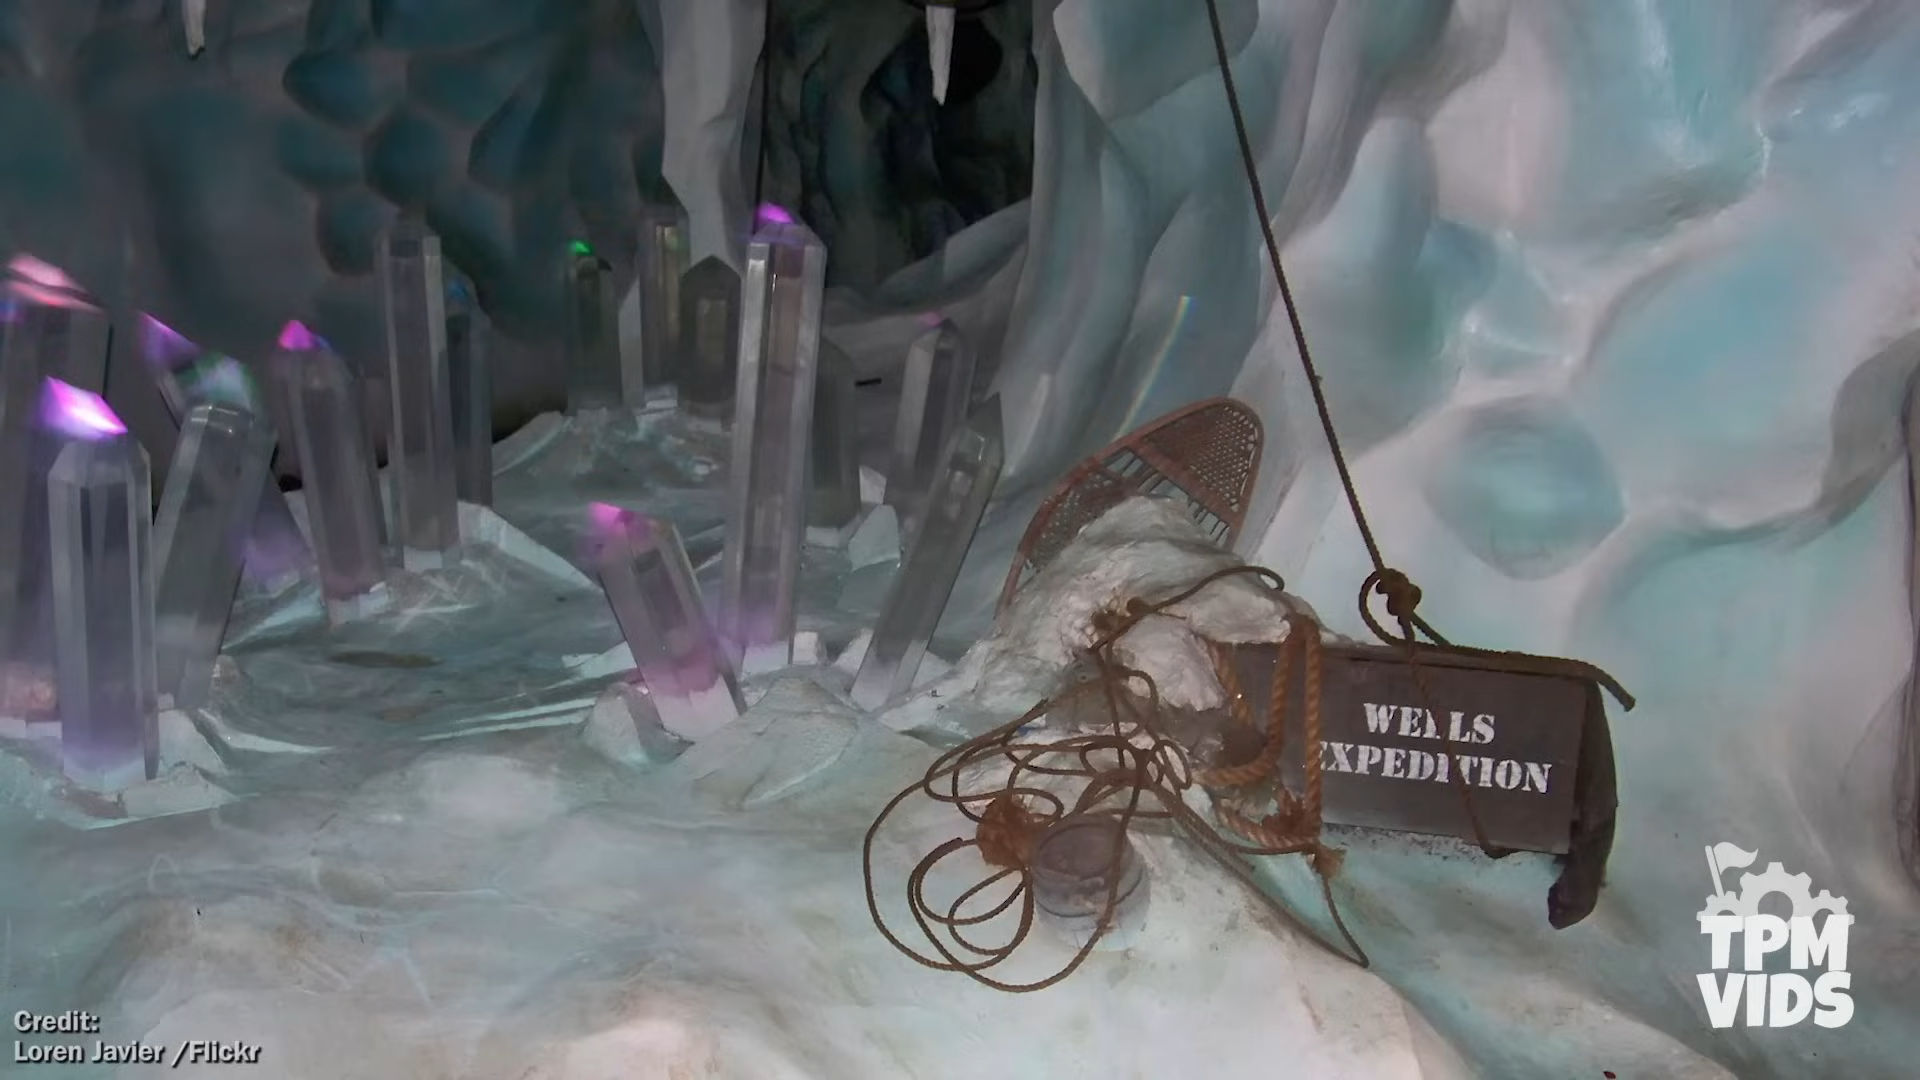 WELLS
EXPEDITION
TPM
VIDS
Credit:
Loren Javier /Flickr